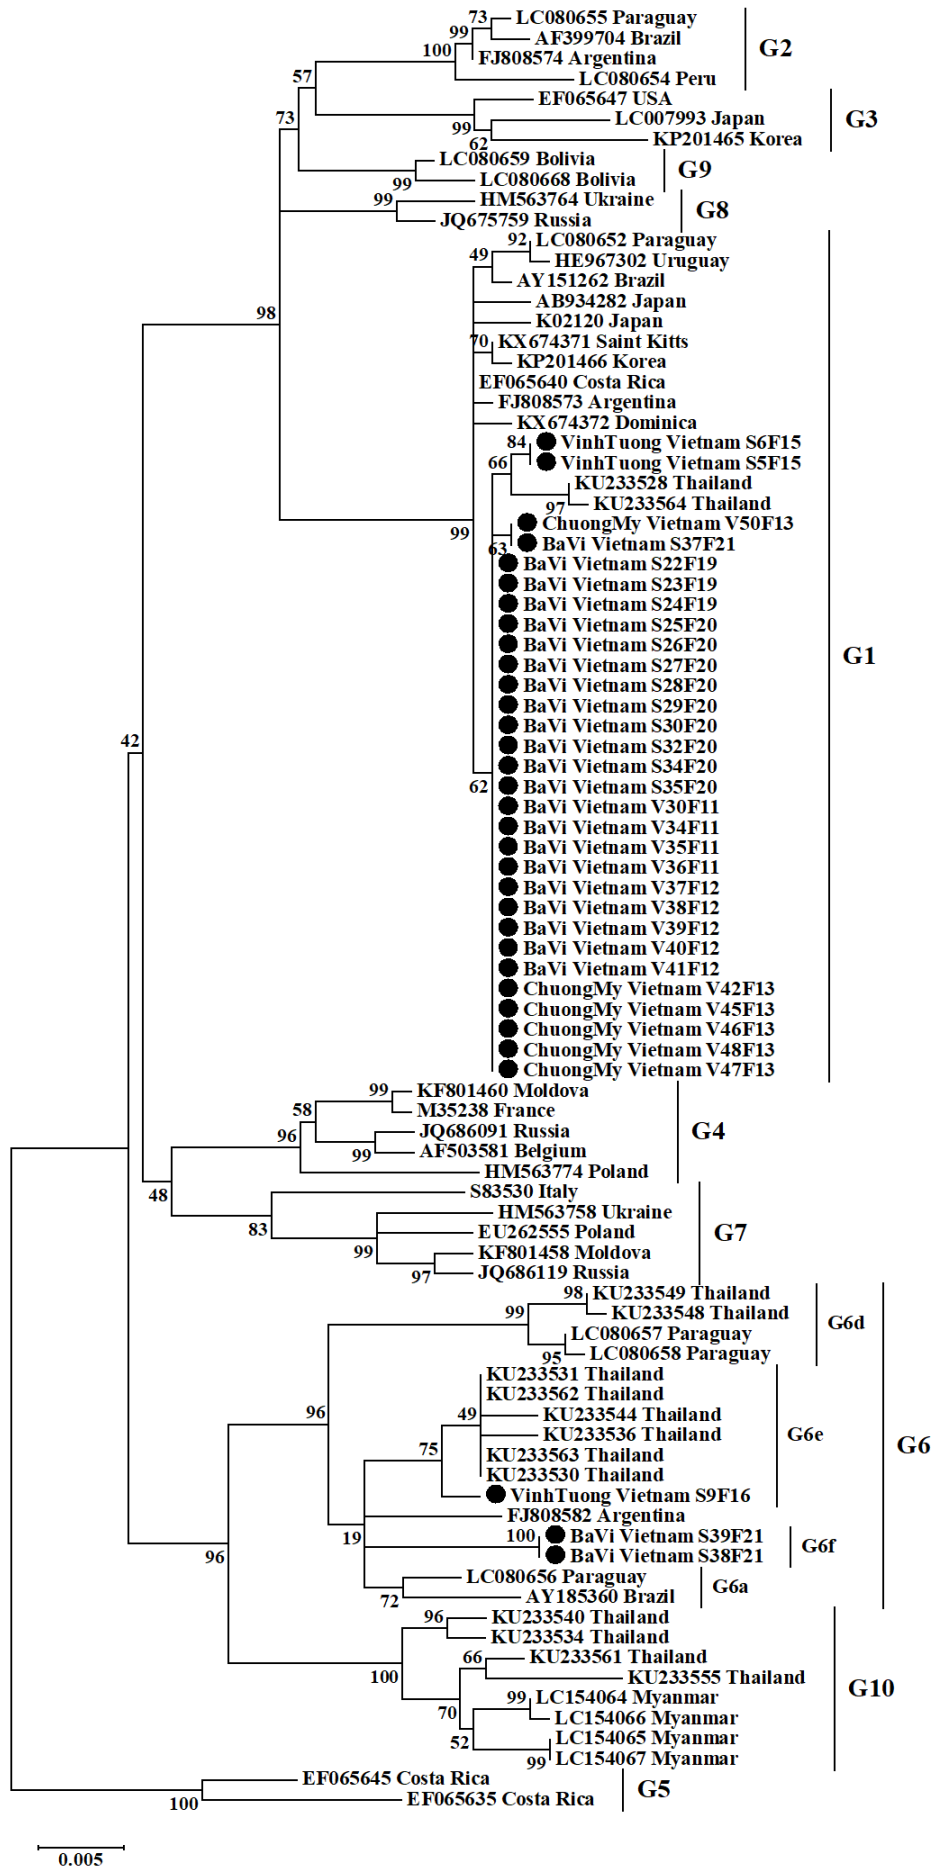 73
LC080655 Paraguay
99
AF399704 Brazil
100
FJ808574 Argentina
G2
57
LC080654 Peru
EF065647 USA
73
99
LC007993 Japan
G3
62
KP201465 Korea
LC080659 Bolivia
G9
99
LC080668 Bolivia
99
HM563764 Ukraine
G8
JQ675759 Russia
92
LC080652 Paraguay
49
HE967302 Uruguay
AY151262 Brazil
AB934282 Japan
98
K02120 Japan
70
KX674371 Saint Kitts
KP201466 Korea
EF065640 Costa Rica
FJ808573 Argentina
KX674372 Dominica
84
VinhTuong Vietnam S6F15
66
VinhTuong Vietnam S5F15
KU233528 Thailand
97
KU233564 Thailand
99
ChuongMy Vietnam V50F13
63
BaVi Vietnam S37F21
BaVi Vietnam S22F19
BaVi Vietnam S23F19
BaVi Vietnam S24F19
BaVi Vietnam S25F20
BaVi Vietnam S26F20
G1
BaVi Vietnam S27F20
BaVi Vietnam S28F20
BaVi Vietnam S29F20
BaVi Vietnam S30F20
42
BaVi Vietnam S32F20
BaVi Vietnam S34F20
62
BaVi Vietnam S35F20
BaVi Vietnam V30F11
BaVi Vietnam V34F11
BaVi Vietnam V35F11
BaVi Vietnam V36F11
BaVi Vietnam V37F12
BaVi Vietnam V38F12
BaVi Vietnam V39F12
BaVi Vietnam V40F12
BaVi Vietnam V41F12
ChuongMy Vietnam V42F13
ChuongMy Vietnam V45F13
ChuongMy Vietnam V46F13
ChuongMy Vietnam V48F13
ChuongMy Vietnam V47F13
99
KF801460 Moldova
58
M35238 France
96
JQ686091 Russia
G4
99
AF503581 Belgium
HM563774 Poland
48
S83530 Italy
83
HM563758 Ukraine
EU262555 Poland
G7
99
KF801458 Moldova
97
JQ686119 Russia
98
KU233549 Thailand
99
KU233548 Thailand
G6d
LC080657 Paraguay
95
LC080658 Paraguay
KU233531 Thailand
KU233562 Thailand
96
49
KU233544 Thailand
KU233536 Thailand
G6e
75
KU233563 Thailand
G6
KU233530 Thailand
VinhTuong Vietnam S9F16
FJ808582 Argentina
19
100
BaVi Vietnam S39F21
G6f
96
BaVi Vietnam S38F21
LC080656 Paraguay
G6a
72
AY185360 Brazil
96
KU233540 Thailand
KU233534 Thailand
66
KU233561 Thailand
100
KU233555 Thailand
G10
99
LC154064 Myanmar
70
LC154066 Myanmar
52
LC154065 Myanmar
99
LC154067 Myanmar
EF065645 Costa Rica
G5
100
EF065635 Costa Rica
0.005